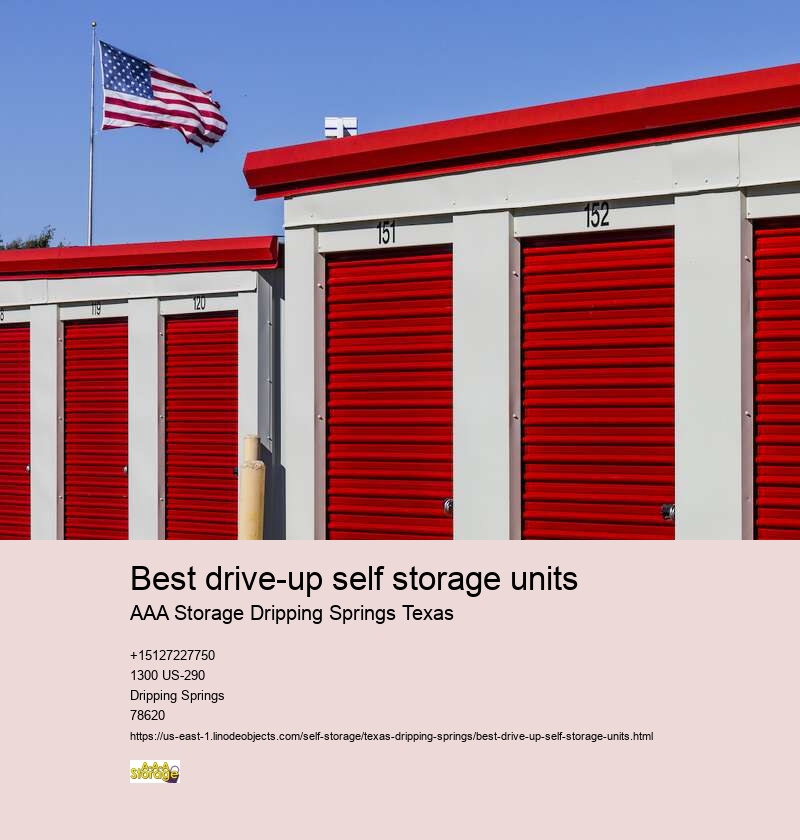 151
152
8
119
120
Best drive-up self storage units
AAA Storage Dripping Springs Texas
+15127227750
1300 US-290
Dripping Springs
78620
https://us-east-1.linodeobjects.com/self-storage/texas-dripping-springs/best-drive-up-self-storage-units.html
A-A-A
Storage